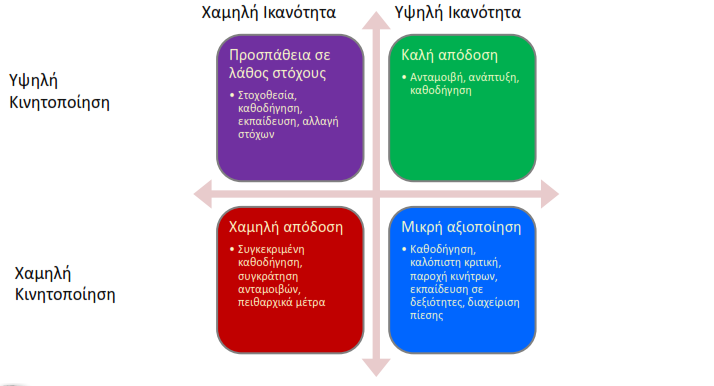 Χαμηλή Ικανότητα
Υψηλή Ικανότητα
Υψηλή
Κινητοποίηση
Προσπάθεια σε
λάθος στόχους
• Στοχοθεσία,
καθοδήγηση,
εκπαίδευση, αλλαγή
στόχων
Καλή απόδοση
• Ανταμοιβή, ανάπτυξη,
καθοδήγηση
Χαμηλή
Κινητοποίηση
Χαμηλή απόδοση
• Συγκεκριμένη
καθοδήγηση,
συγκράτηση
ανταμοιβών,
πειθαρχικά μέτρα
Μικρή αξιοποίηση
• Καθοδήγηση,
καλόπιστη κριτική,
παροχή κινήτρων,
εκπαίδευση σε
δεξιότητες, διαχείριση
πίεσης